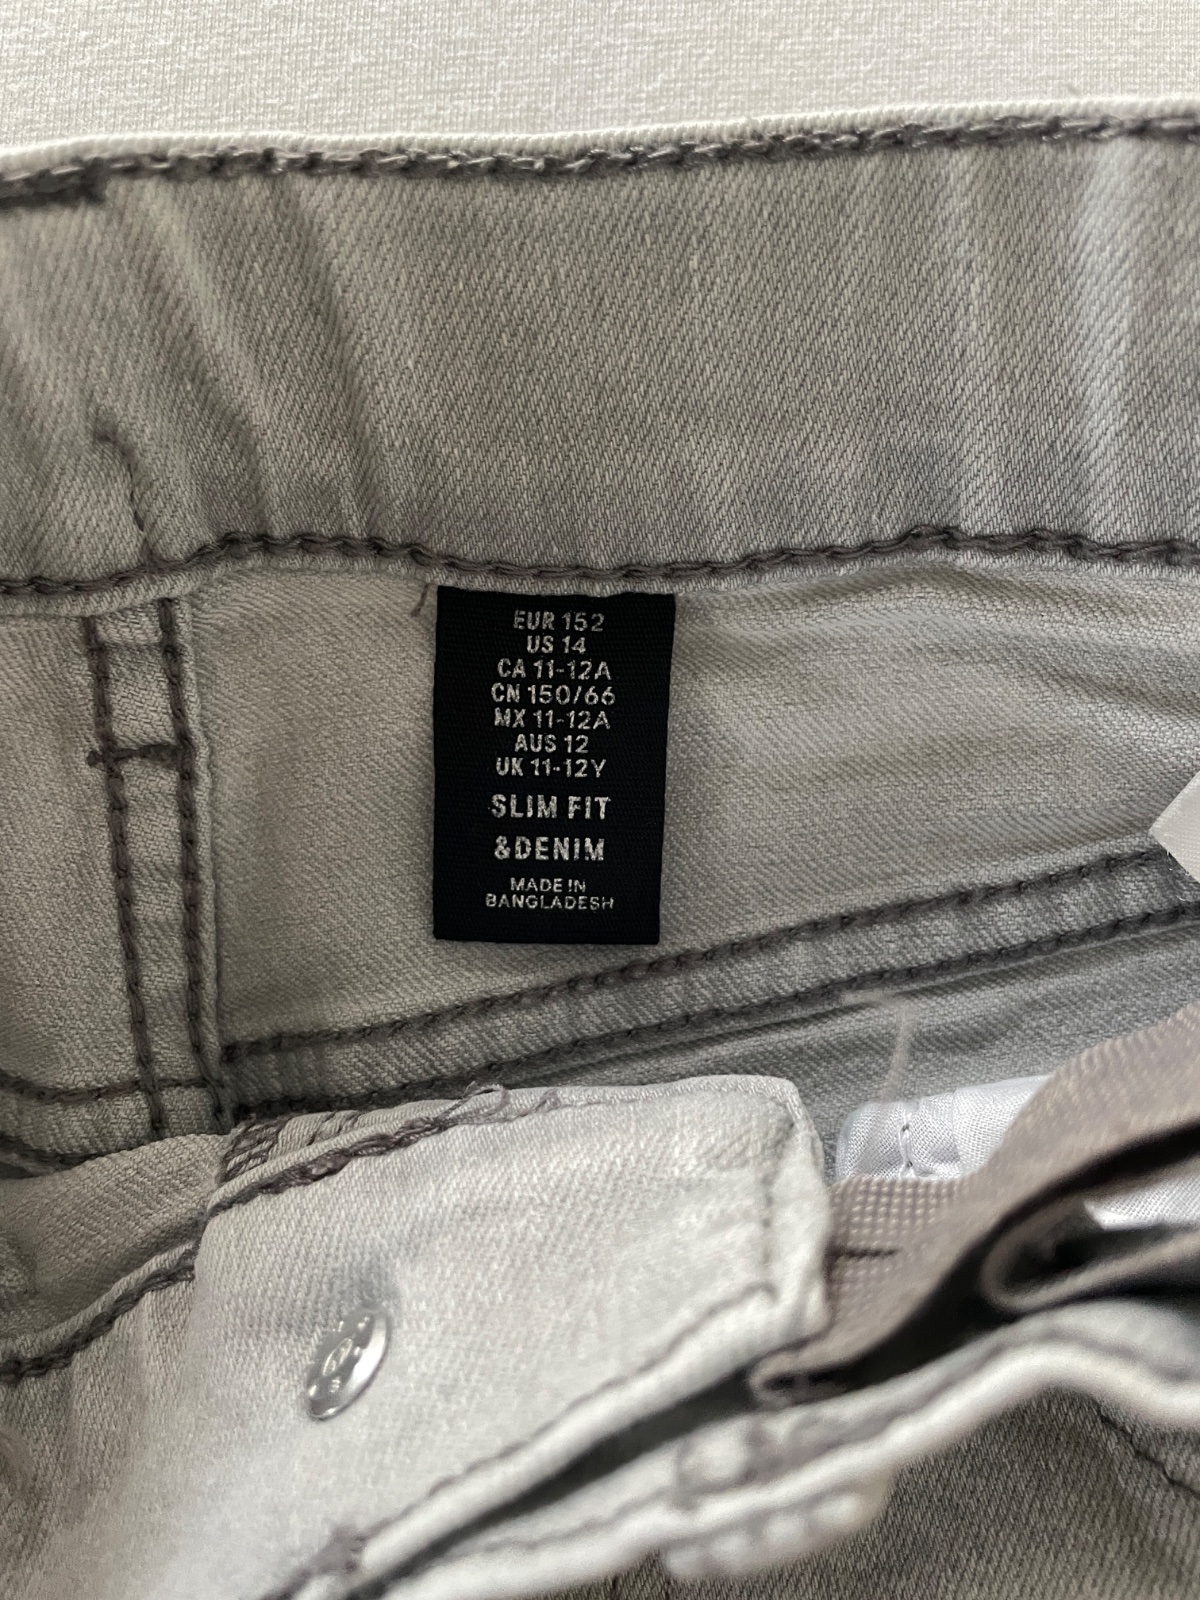 EUR 152
US 14
CA 11-12A
CN 150/66
MX 11-12A
AUS 12
UK 11-12Y
SLIM FIT
&DENIM
MADE IN
BANGLADESH